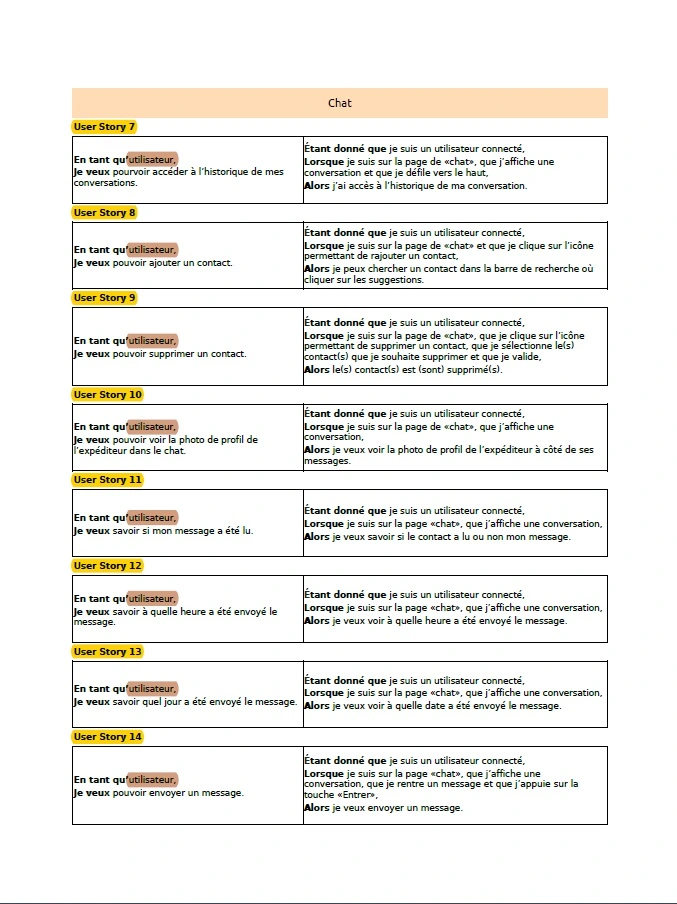 Chat
User Story 7
En tant qu'utilisateur,
Je veux pourvoir accéder à l'historique de mes
conversations.
Étant donné que je suis un utilisateur connecté,
Lorsque je suis sur la page de «chat», que j'affiche une
conversation et que je défile vers le haut,
Alors j'ai accès à l'historique de ma conversation.
User Story 8
En tant qu'utilisateur,
Je veux pouvoir ajouter un contact.
Étant donné que je suis un utilisateur connecté,
Lorsque je suis sur la page de «chat» et que je clique sur l'icône
permettant de rajouter un contact,
Alors je peux chercher un contact dans la barre de recherche où
cliquer sur les suggestions.
User Story 9
En tant qu'utilisateur,
Je veux pouvoir supprimer un contact.
Étant donné que je suis un utilisateur connecté,
Lorsque je suis sur la page de «chat», que je clique sur l'icône
permettant de supprimer un contact, que je sélectionne le(s)
contact(s) que je souhaite supprimer et que je valide,
Alors le(s) contact(s) est (sont) supprimé(s).
User Story 10
En tant qu'utilisateur,
Je veux pouvoir voir la photo de profil de
l'expéditeur dans le chat.
Étant donné que je suis un utilisateur connecté,
Lorsque je suis sur la page de «chat», que j'affiche une
conversation,
Alors je veux voir la photo de profil de l'expéditeur à côté de ses
messages.
User Story 11
En tant qu'utilisateur,
Je veux savoir si mon message a été lu.
Étant donné que je suis un utilisateur connecté,
Lorsque je suis sur la page «chat», que j'affiche une conversation,
Alors je veux savoir si le contact a lu ou non mon message.
User Story 12
En tant qu'utilisateur,
Je veux savoir à quelle heure a été envoyé le
message.
Étant donné que je suis un utilisateur connecté,
Lorsque je suis sur la page «chat», que j'affiche une conversation,
Alors je veux voir à quelle heure a été envoyé le message.
User Story 13
En tant qu'utilisateur,
Je veux savoir quel jour a été envoyé le message.
Étant donné que je suis un utilisateur connecté,
Lorsque je suis sur la page «chat», que j'affiche une conversation,
Alors je veux voir à quelle date a été envoyé le message.
User Story 14
En tant qu'utilisateur,
Je veux pouvoir envoyer un message.
Étant donné que je suis un utilisateur connecté,
Lorsque je suis sur la page «chat», que j'affiche une
conversation, que je rentre un message et que j'appuie sur la
touche «Entrer»,
Alors je veux envoyer un message.